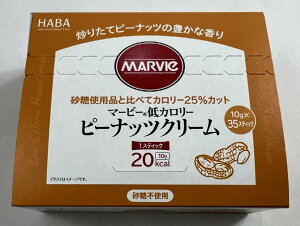 HABA
炒りたてピーナッツの豊かな香り
MARVIE
砂糖使用品と比べてカロリー25%カット
マービー®低カロリー
ピーナッツクリーム
10g×
35スティック
1スティック
20kcal
10g
イラストはイメージです。
砂糖不使用